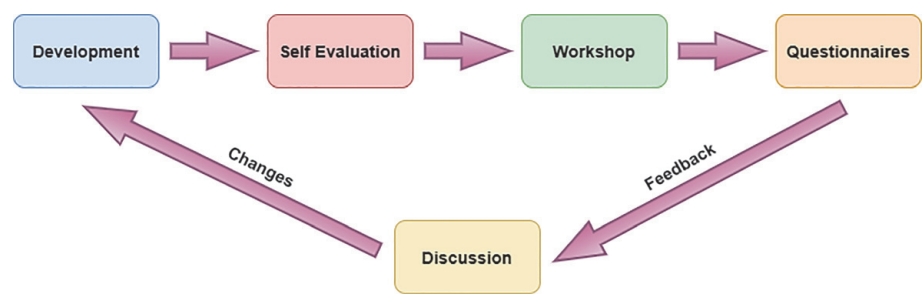 Development
Self Evaluation
Workshop
Questionnaires
Changes
Feedback
Discussion